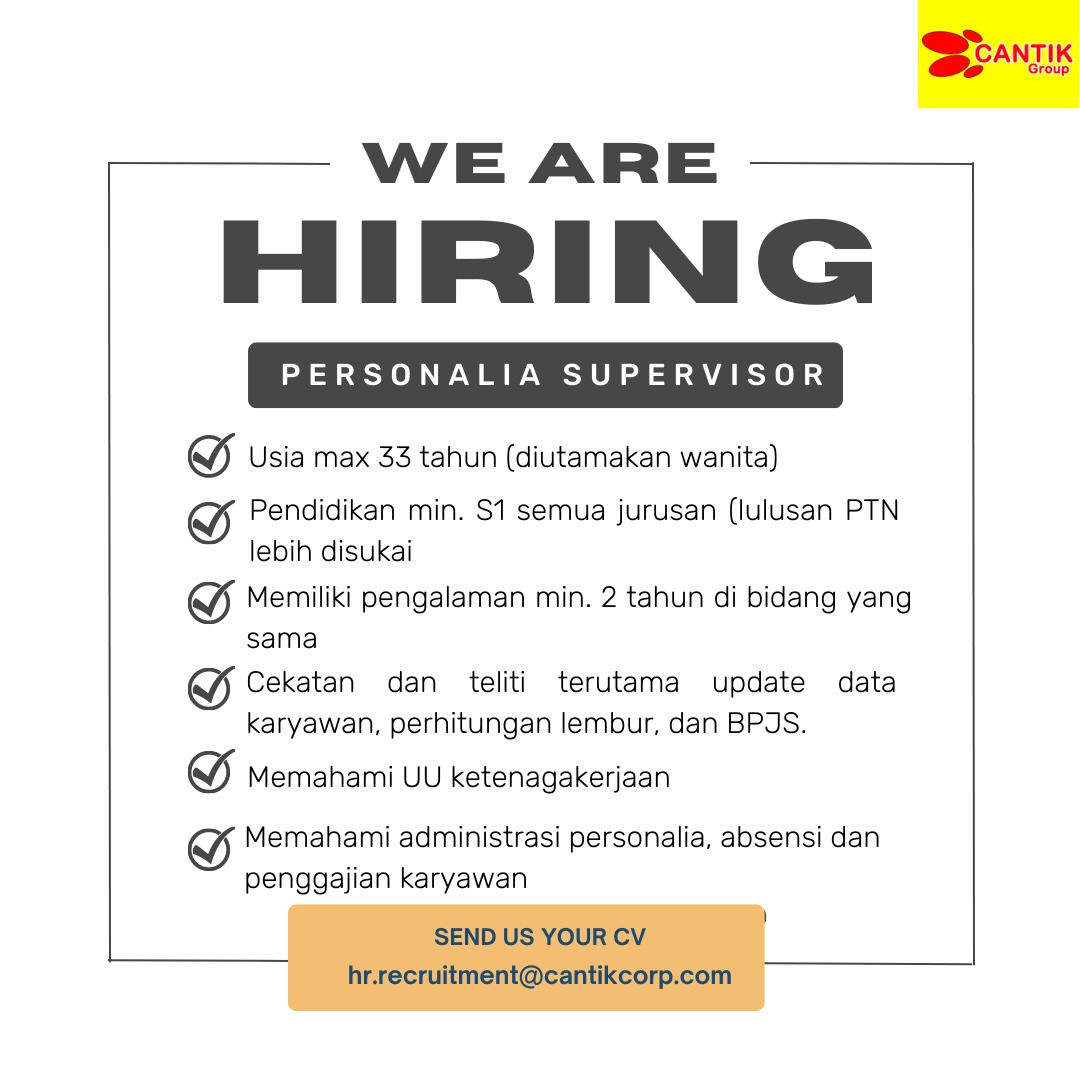 CANTIK
Group
WE ARE
HIRING
PERSONALIA SUPERVISOR
Usia max 33 tahun (diutamakan wanita)
Pendidikan min. S1 semua jurusan (lulusan PTN
lebih disukai
Memiliki pengalaman min. 2 tahun di bidang yang
sama
Cekatan dan teliti terutama update data
karyawan, perhitungan lembur, dan BPJS.
Memahami UU ketenagakerjaan
Memahami administrasi personalia, absensi dan
penggajian karyawan
SEND US YOUR CV
hr.recruitment@cantikcorp.com